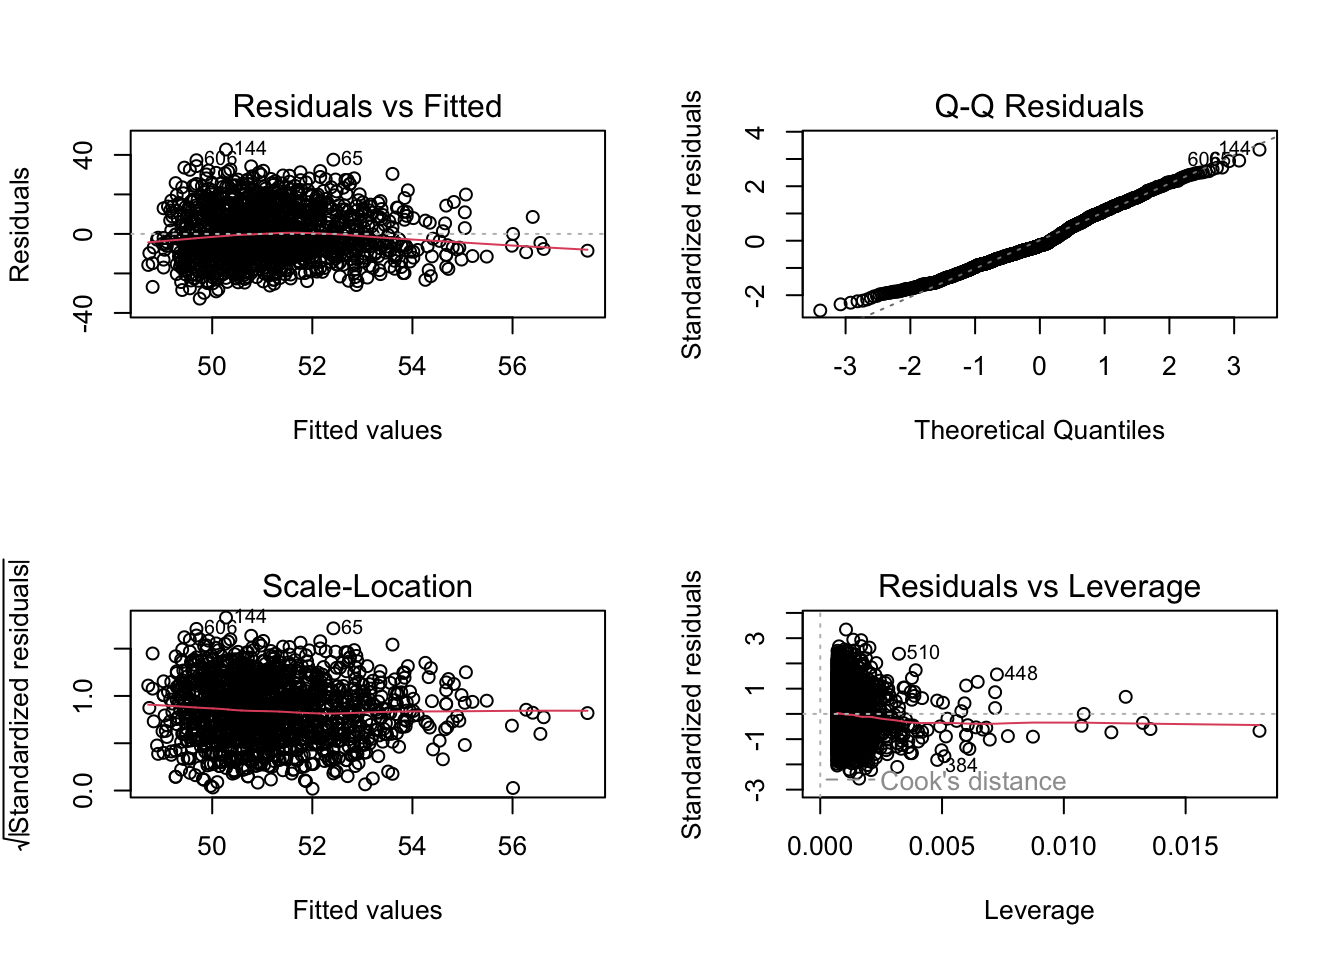 Residuals vs Fitted
Residuals
40
0
-40
144
606
65
50 52 54 56
Fitted values
Q-Q Residuals
Standardized residuals
4
2
0
-2
144
606
65
-3 -2 -1 0 1 2 3
Theoretical Quantiles
Scale-Location
√|Standardized residuals|
1.0
0.0
144
606
65
50 52 54 56
Fitted values
Residuals vs Leverage
Standardized residuals
3
1
-1
-3
510
448
384
Cook's distance
0.000 0.005 0.010 0.015
Leverage